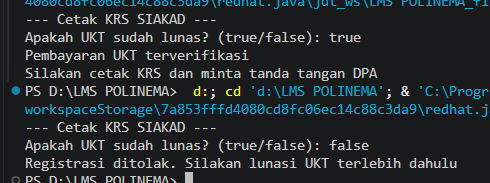 4080cd8fc06ec14c88c3da9\redhat.java\jdt_ws\LMS POLINEMA_
--- Cetak KRS SIAKAD ---
Apakah UKT sudah lunas? (true/false): true
Pembayaran UKT terverifikasi
Silakan cetak KRS dan minta tanda tangan DPA
PS D:\LMS POLINEMA>  d:; cd 'd:\LMS POLINEMA'; & 'C:\Progr
workspaceStorage\7a853fffd4080cd8fc06ec14c88c3da9\redhat.j
--- Cetak KRS SIAKAD ---
Apakah UKT sudah lunas? (true/false): false
Registrasi ditolak. Silakan lunasi UKT terlebih dahulu
PS D:\LMS POLINEMA>